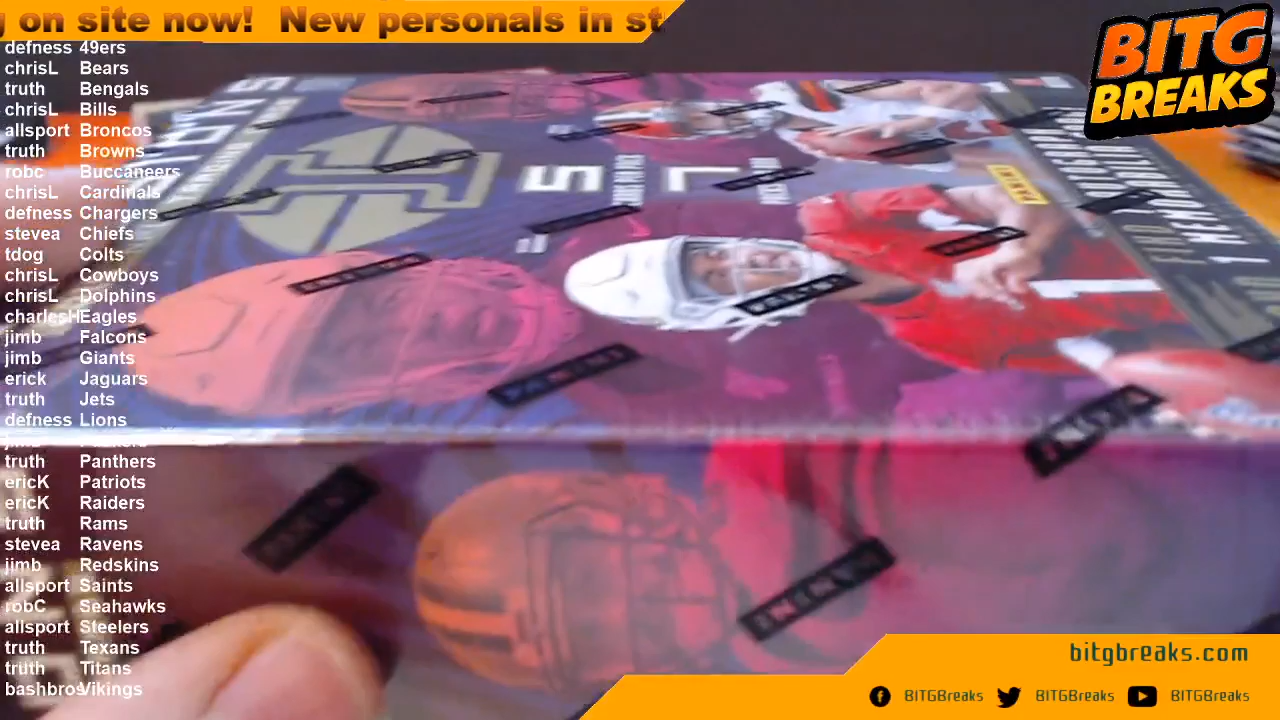 on site now!  New personals in st
BITG
BREAKS
defness 49ers
chrisL Bears
truth Bengals
chrisL Bills
allsport Broncos
truth Browns
robc Buccaneers
chrisL Cardinals
defness Chargers
stevea Chiefs
tdog Colts
chrisL Cowboys
chrisL Dolphins
charlesH Eagles
jimb Falcons
jimb Giants
erick Jaguars
truth Jets
defness Lions
truth Panthers
ericK Patriots
ericK Raiders
truth Rams
stevea Ravens
jimb Redskins
allsport Saints
robC Seahawks
allsport Steelers
truth Texans
truth Titans
bashbros Vikings
5
PANINI
1 MEMORABILIA
bitgbreaks.com
BITGBreaks
BITGBreaks
BITGBreaks